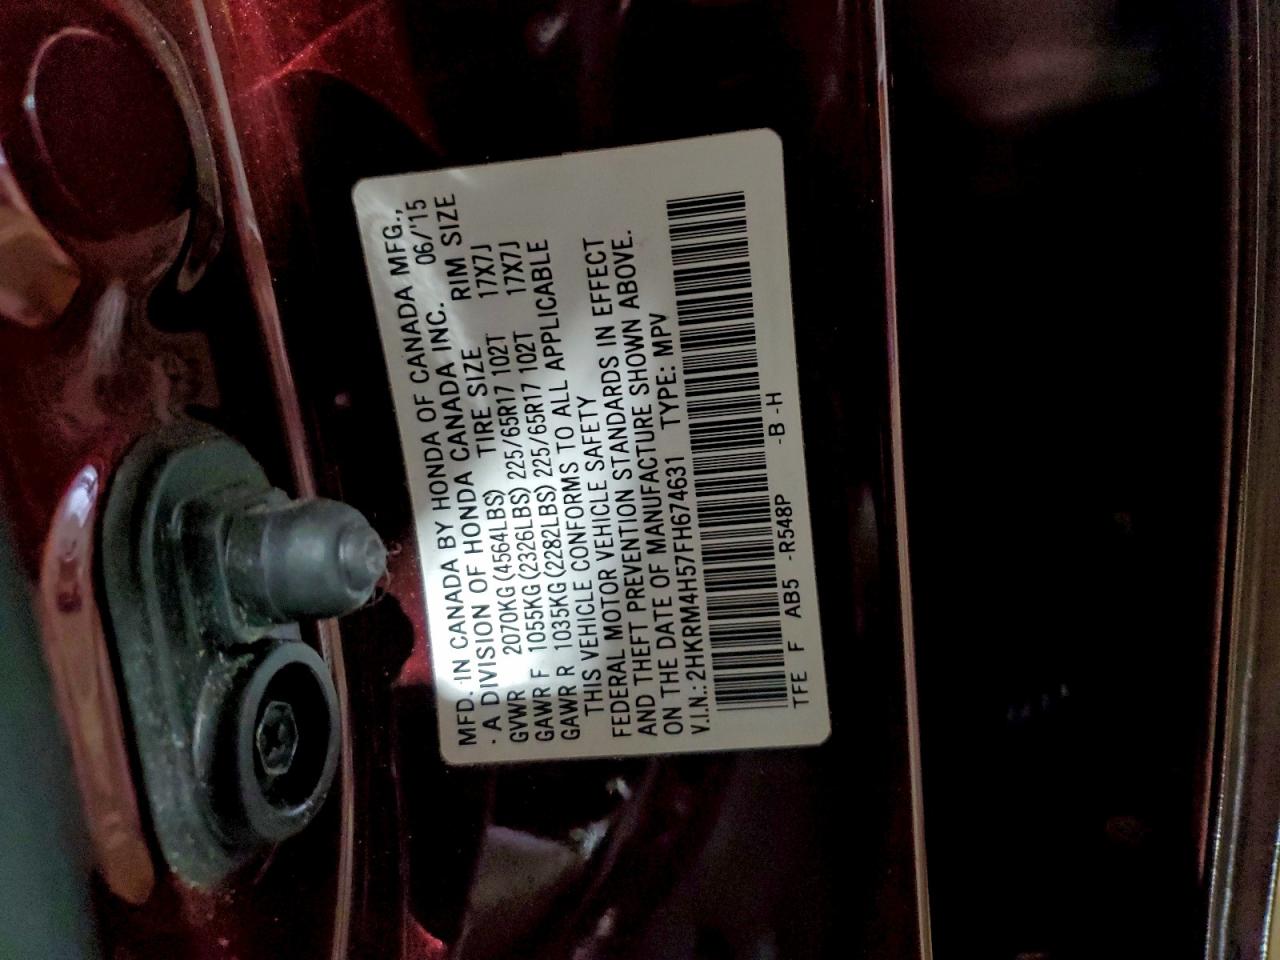 MFD. IN CANADA BY HONDA OF CANADA MFG.,
A DIVISION OF HONDA CANADA INC. 06/'15
TIRE SIZE RIM SIZE
GVWR 2070KG (4564LBS)
GAWR F 1055KG (2326LBS) 225/65R17 102T 17X7J
GAWR R 1035KG (2282LBS) 225/65R17 102T 17X7J
THIS VEHICLE CONFORMS TO ALL APPLICABLE
FEDERAL MOTOR VEHICLE SAFETY
AND THEFT PREVENTION STANDARDS IN EFFECT
ON THE DATE OF MANUFACTURE SHOWN ABOVE.
V.I.N.: 2HKRM4H57FH674631 TYPE: MPV
TFE F AB5 -R548P -B-H